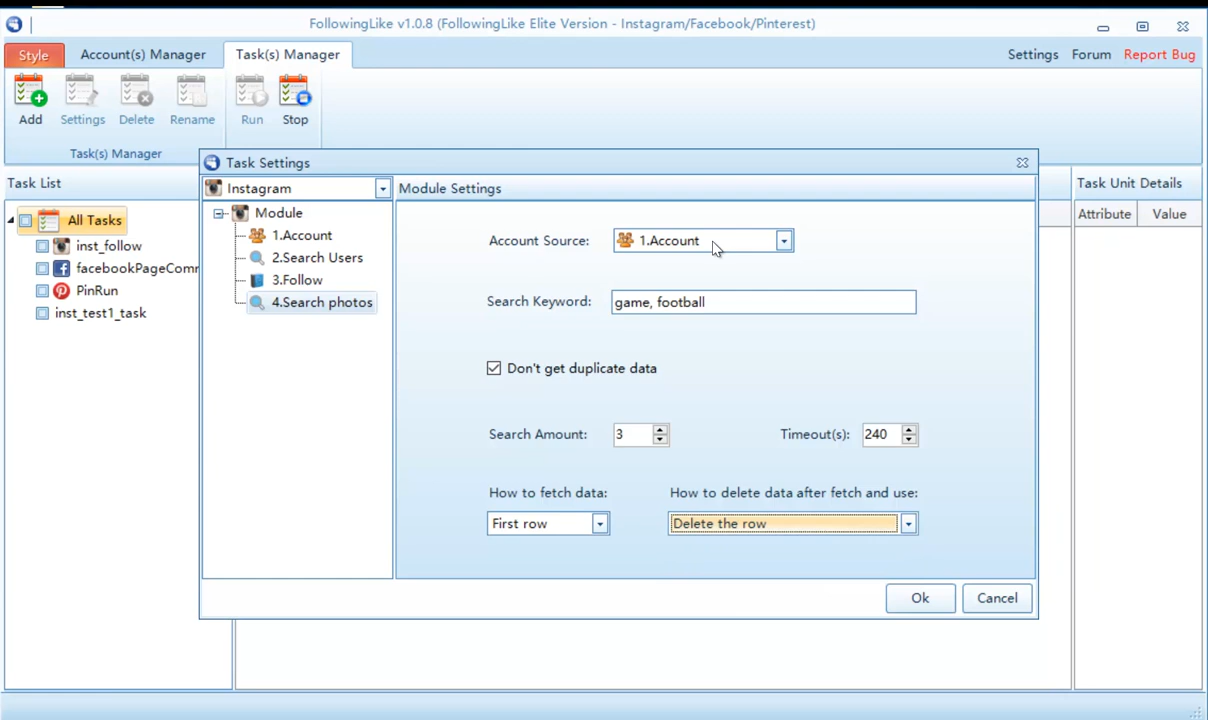 FollowingLike v1.0.8 (FollowingLike Elite Version - Instagram/Facebook/Pinterest)
Style Account(s) Manager Task(s) Manager Settings Forum Report Bug
Add Settings Delete Rename Run Stop
Task(s) Manager
Task Settings
Task List
Instagram
Module Settings
Task Unit Details
All Tasks
inst_follow
facebookPageComm
PinRun
inst_test1_task
Module
1.Account
2.Search Users
3.Follow
4.Search photos
Account Source: 1.Account
Search Keyword: game, football
Don't get duplicate data
Search Amount: 3 Timeout(s): 240
How to fetch data: How to delete data after fetch and use:
First row Delete the row
Attribute Value
Ok Cancel